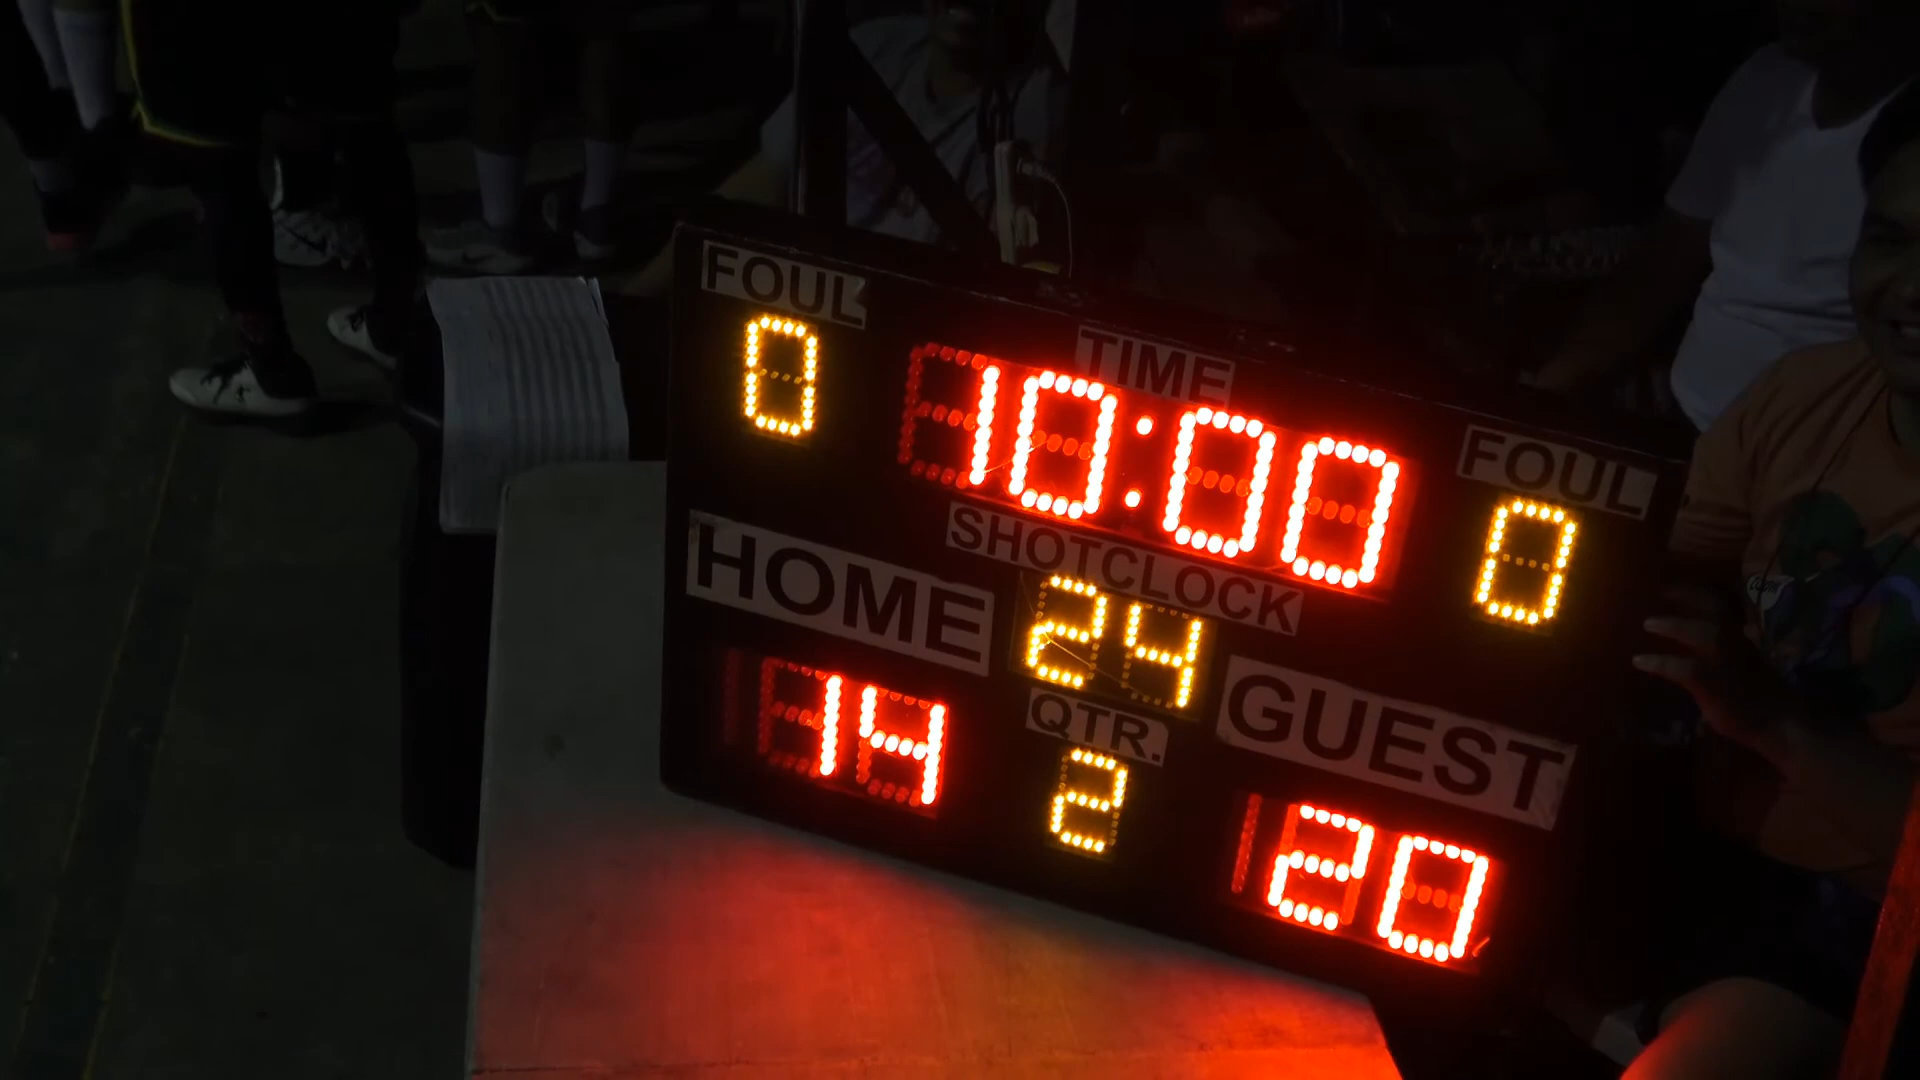 FOUL
0
TIME
10:00
FOUL
0
HOME
14
SHOTCLOCK
24
QTR.
2
GUEST
20